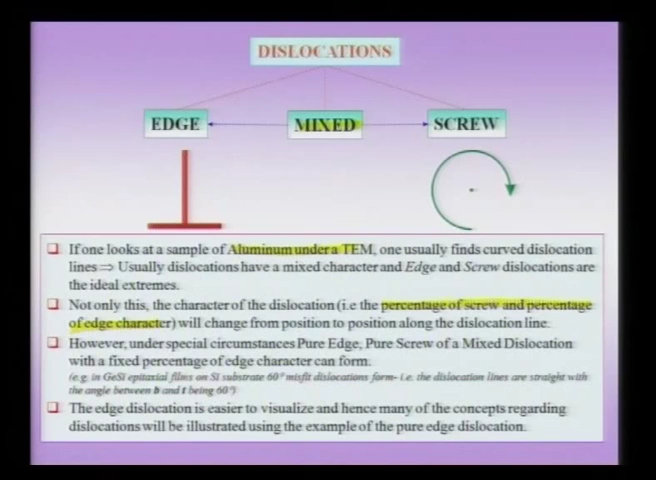 DISLOCATIONS
EDGE MIXED SCREW
❑ If one looks at a sample of Aluminum under a TEM, one usually finds curved dislocation
lines ⇒ Usually dislocations have a mixed character and Edge and Screw dislocations are
the ideal extremes.
❑ Not only this, the character of the dislocation (i.e the percentage of screw and percentage
of edge character) will change from position to position along the dislocation line.
❑ However, under special circumstances Pure Edge, Pure Screw of a Mixed Dislocation
with a fixed percentage of edge character can form.
(e.g. in GeSi epitaxial films on Si substrate 60° misfit dislocations form- i.e. the dislocation lines are straight with
the angle between b and t being 60°)
❑ The edge dislocation is easier to visualize and hence many of the concepts regarding
dislocations will be illustrated using the example of the pure edge dislocation.